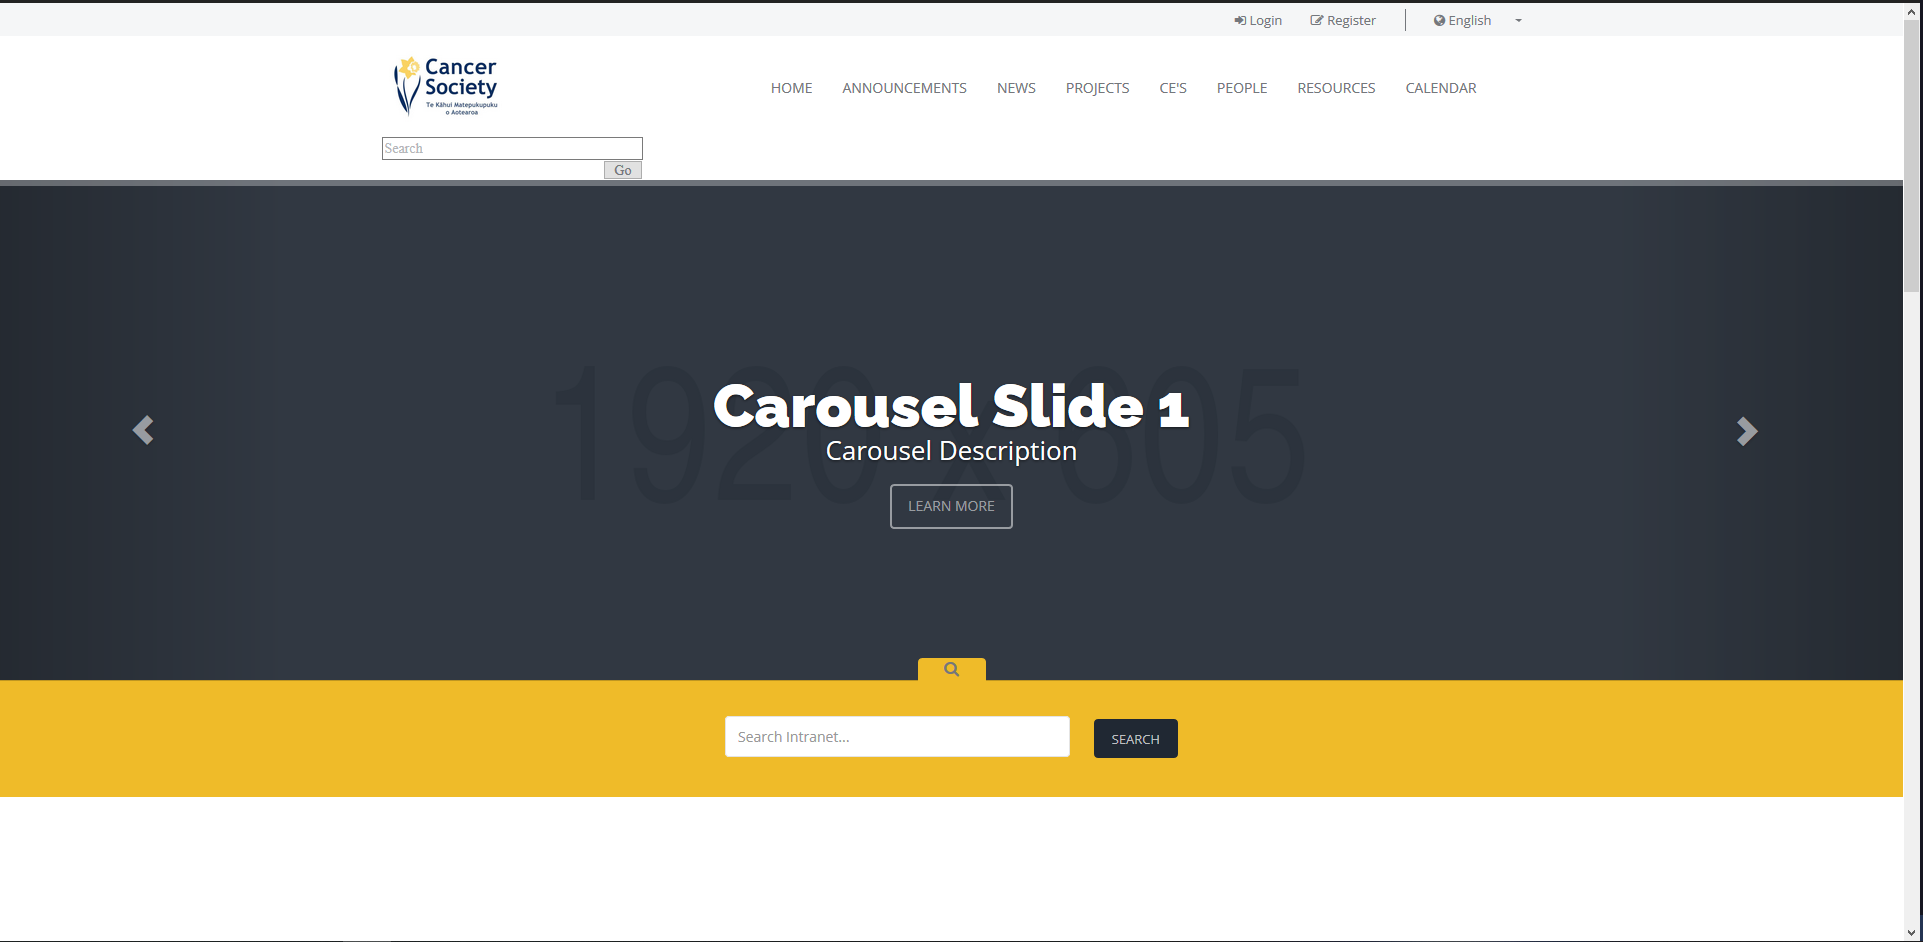 Login Register English
Cancer
Society
Te Kāhui Matepukupuku
o Aotearoa
HOME ANNOUNCEMENTS NEWS PROJECTS CE'S PEOPLE RESOURCES CALENDAR
Search
Go
1920 x 605
Carousel Slide 1
Carousel Description
LEARN MORE
Search Intranet...
SEARCH